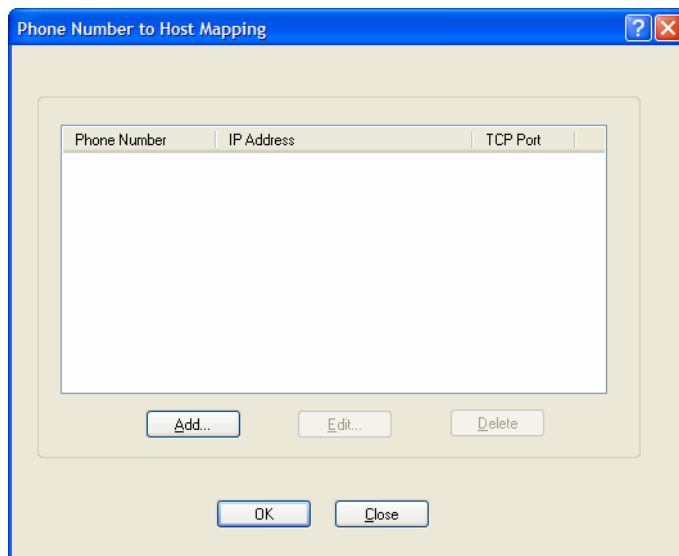 Phone Number to Host Mapping
Phone Number IP Address TCP Port
Add... Edit... Delete
OK Close